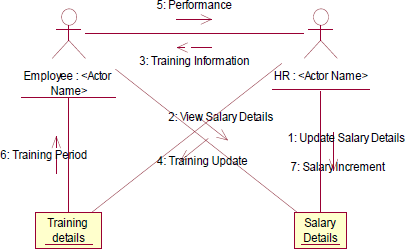 5: Performance
3: Training Information
Employee : <Actor
Name>
HR : <Actor Name>
2: View Salary Details
1: Update Salary Details
6: Training Period
4: Training Update
7: Salary Increment
Training
details
Salary
Details